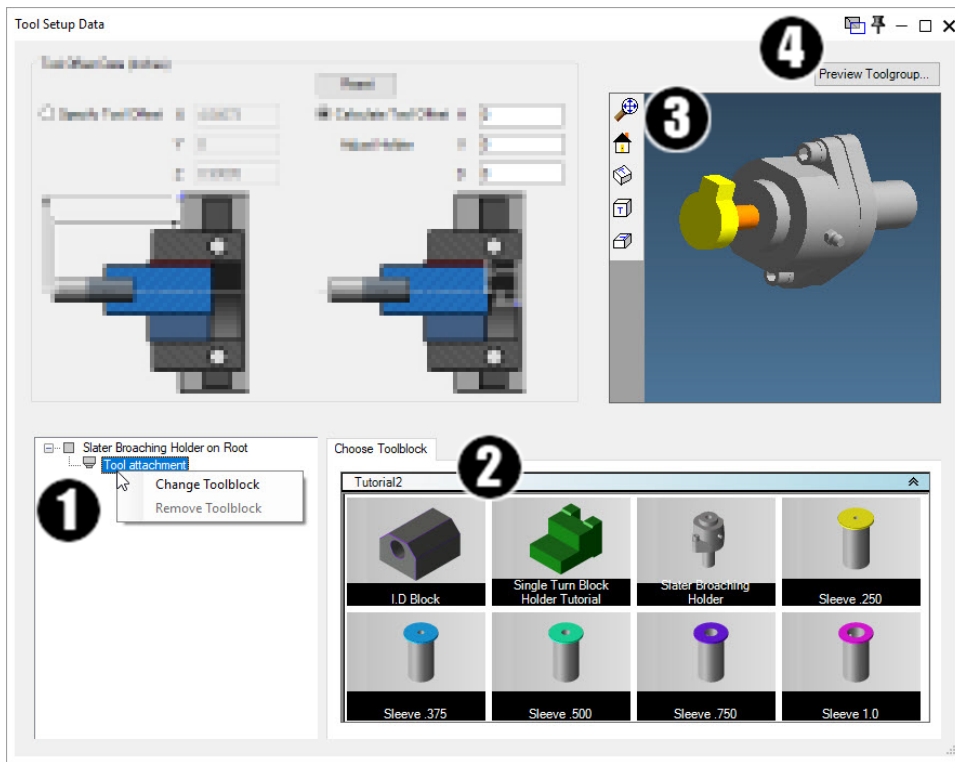 Tool Setup Data
4
Preview Toolgroup...
Reset
Specify Tool Offset X
Calculate Tool Offset
Y
Z
3
T
Slater Broaching Holder on Root
Tool attachment
Change Toolblock
Remove Toolblock
1
Choose Toolblock
2
Tutorial2
I.D Block
Single Turn Block
Holder Tutorial
Slater Broaching
Holder
Sleeve .250
Sleeve .375
Sleeve .500
Sleeve .750
Sleeve 1.0